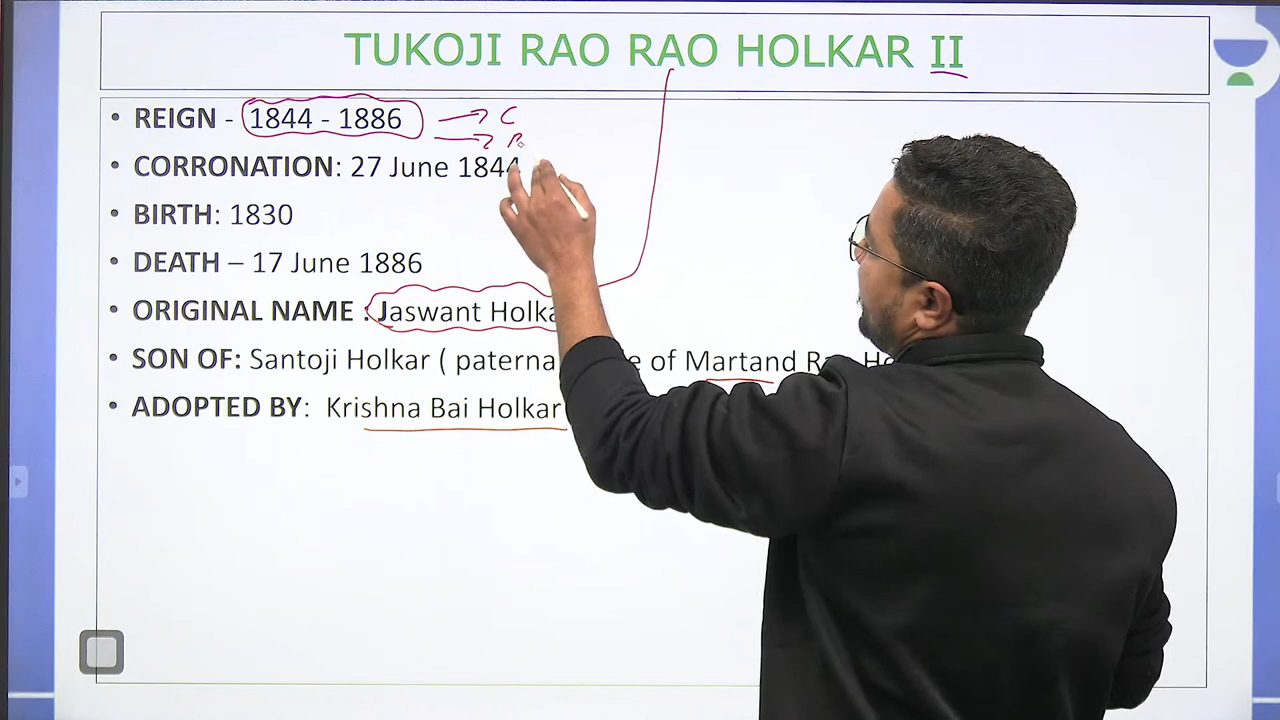 TUKOJI RAO RAO HOLKAR II
• REIGN - 1844 - 1886 → C
• CORRONATION: 27 June 1844
• BIRTH: 1830
• DEATH – 17 June 1886
• ORIGINAL NAME : Jaswant Holka
• SON OF: Santoji Holkar ( paterna of Martand
• ADOPTED BY: Krishna Bai Holkar